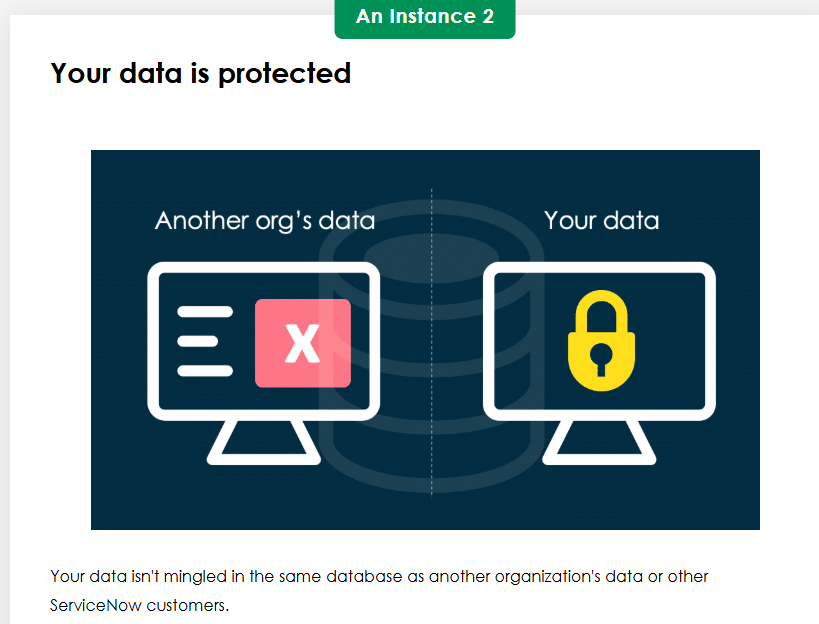 An Instance 2
Your data is protected
Another org's data
Your data
X
Your data isn't mingled in the same database as another organization's data or other
ServiceNow customers.